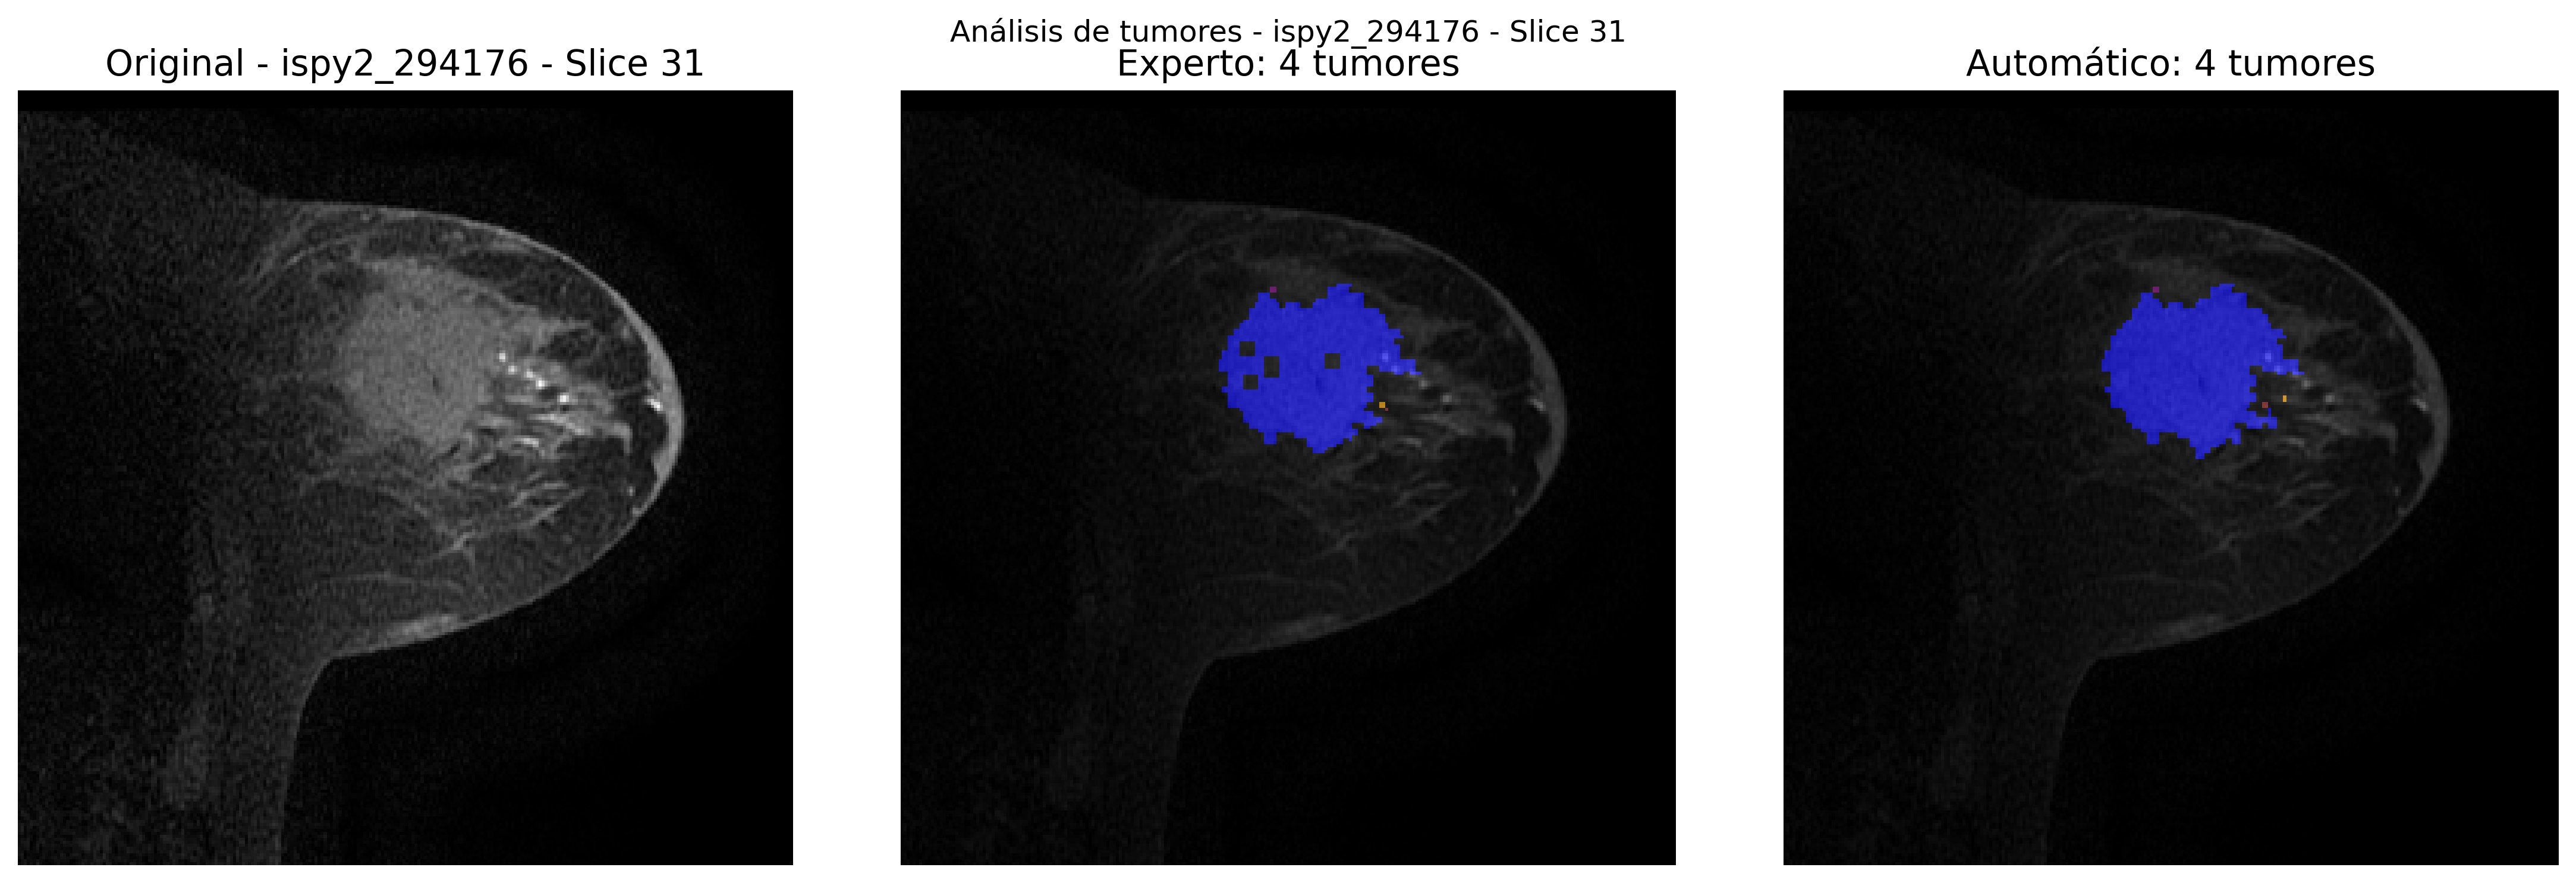 Análisis de tumores - ispy2_294176 - Slice 31
Original - ispy2_294176 - Slice 31
Experto: 4 tumores
Automático: 4 tumores